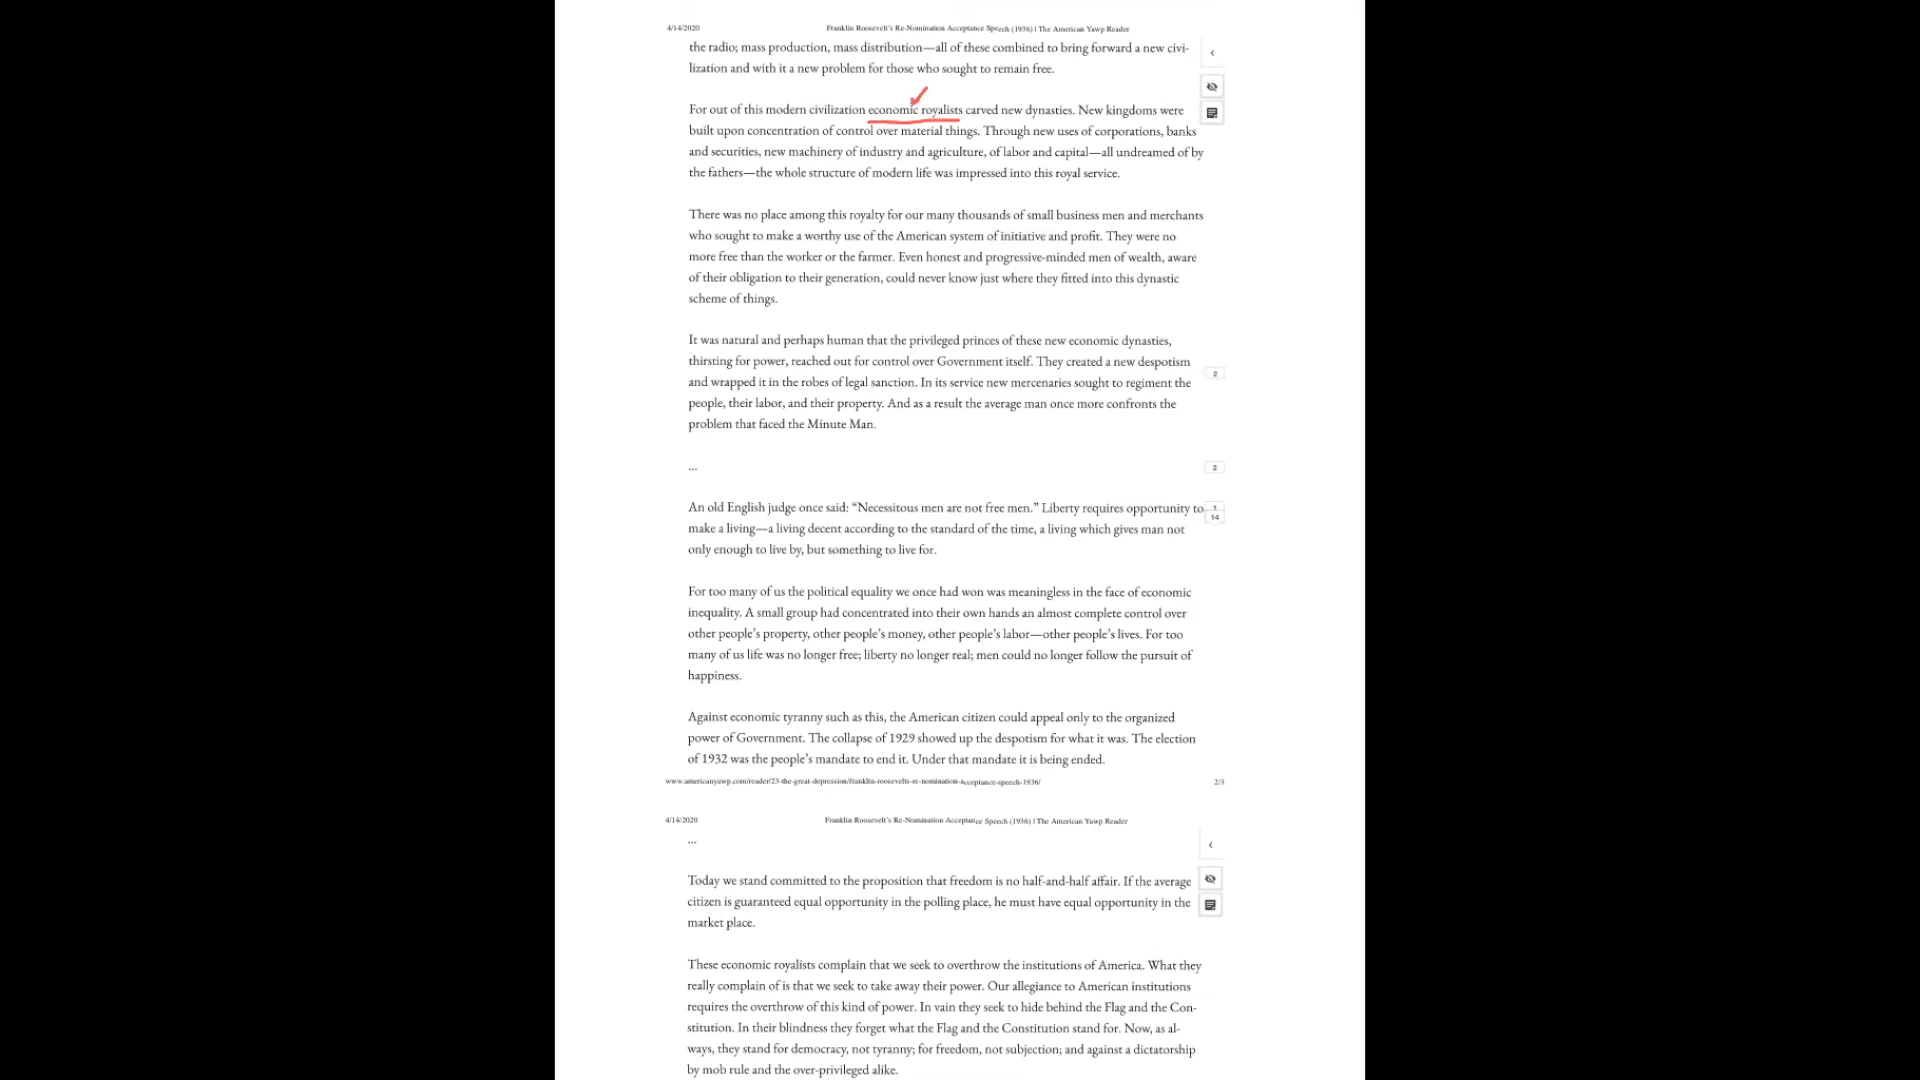 4/14/2020 Franklin Roosevelt's Re-Nomination Acceptance Speech (1936) | The American Yawp Reader
the radio; mass production, mass distribution—all of these combined to bring forward a new civi-
lization and with it a new problem for those who sought to remain free.
For out of this modern civilization economic royalists carved new dynasties. New kingdoms were
built upon concentration of control over material things. Through new uses of corporations, banks
and securities, new machinery of industry and agriculture, of labor and capital—all undreamed of by
the fathers—the whole structure of modern life was impressed into this royal service.
There was no place among this royalty for our many thousands of small business men and merchants
who sought to make a worthy use of the American system of initiative and profit. They were no
more free than the worker or the farmer. Even honest and progressive-minded men of wealth, aware
of their obligation to their generation, could never know just where they fitted into this dynastic
scheme of things.
It was natural and perhaps human that the privileged princes of these new economic dynasties,
thirsting for power, reached out for control over Government itself. They created a new despotism
2
and wrapped it in the robes of legal sanction. In its service new mercenaries sought to regiment the
people, their labor, and their property. And as a result the average man once more confronts the
problem that faced the Minute Man.
... 2
An old English judge once said: “Necessitous men are not free men.” Liberty requires opportunity to 1
14
make a living—a living decent according to the standard of the time, a living which gives man not
only enough to live by, but something to live for.
For too many of us the political equality we once had won was meaningless in the face of economic
inequality. A small group had concentrated into their own hands an almost complete control over
other people’s property, other people’s money, other people’s labor—other people’s lives. For too
many of us life was no longer free; liberty no longer real; men could no longer follow the pursuit of
happiness.
Against economic tyranny such as this, the American citizen could appeal only to the organized
power of Government. The collapse of 1929 showed up the despotism for what it was. The election
of 1932 was the people’s mandate to end it. Under that mandate it is being ended.
www.americanyawp.com/reader/23-the-great-depression/franklin-roosevelts-re-nomination-acceptance-speech-1936/ 2/3
4/14/2020 Franklin Roosevelt's Re-Nomination Acceptance Speech (1936) | The American Yawp Reader
...
Today we stand committed to the proposition that freedom is no half-and-half affair. If the average
citizen is guaranteed equal opportunity in the polling place, he must have equal opportunity in the
market place.
These economic royalists complain that we seek to overthrow the institutions of America. What they
really complain of is that we seek to take away their power. Our allegiance to American institutions
requires the overthrow of this kind of power. In vain they seek to hide behind the Flag and the Con-
stitution. In their blindness they forget what the Flag and the Constitution stand for. Now, as al-
ways, they stand for democracy, not tyranny; for freedom, not subjection; and against a dictatorship
by mob rule and the over-privileged alike.